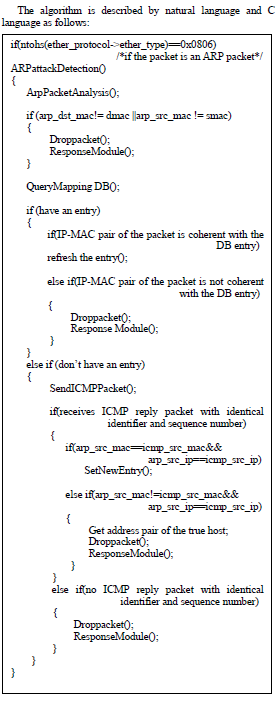 The algorithm is described by natural language and C
language as follows:
if(ntohs(ether_protocol->ether_type)==0x0806)
/*if the packet is an ARP packet*/
ARPattackDetection()
{
ArpPacketAnalysis();
if (arp_dst_mac!= dmac ||arp_src_mac != smac)
{
Droppacket();
ResponseModule();
}
QueryMapping DB();
if (have an entry)
{
if(IP-MAC pair of the packet is coherent with the
DB entry)
refresh the entry();
else if(IP-MAC pair of the packet is not coherent
with the DB entry)
{
Droppacket();
Response Module();
}
}
else if (don't have an entry)
{
SendICMPPacket();
if(receives ICMP reply packet with identical
identifier and sequence number)
{
if(arp_src_mac==icmp_src_mac&&
arp_src_ip==icmp_src_ip)
SetNewEntry();
else if(arp_src_mac!=icmp_src_mac&&
arp_src_ip==icmp_src_ip)
{
Get address pair of the true host;
Droppacket();
ResponseModule();
}
}
else if(no ICMP reply packet with identical
identifier and sequence number)
{
Droppacket();
ResponseModule();
}
}
}